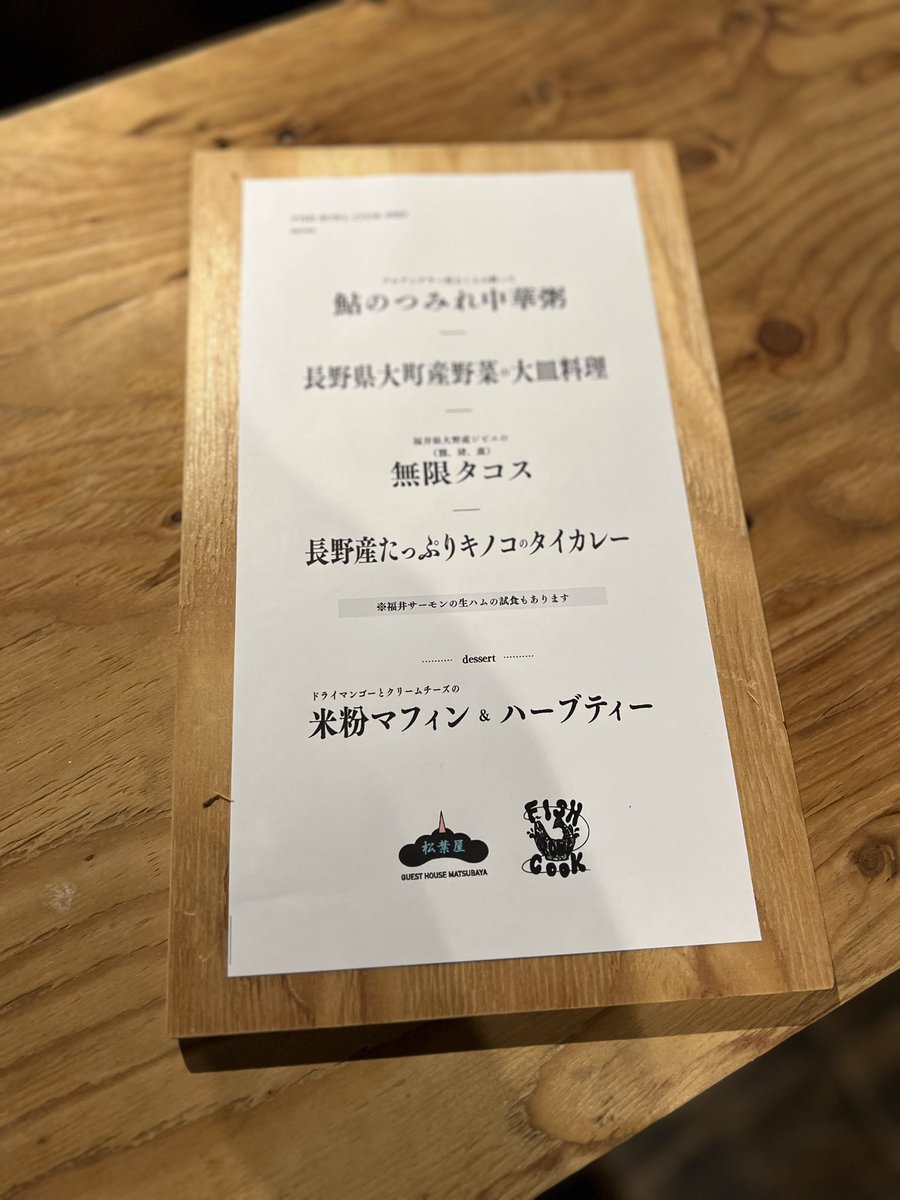 鮎のつみれ中華粥
長野県大町産野菜の大皿料理
福井県大野産ジビエの
無限タコス
長野産たっぷりキノコのタイカレー
※福井サーモンの生ハムの試食もあります
dessert
ドライマンゴーとクリームチーズの
米粉マフィン & ハーブティー
松葉屋
GUEST HOUSE MATSUBAYA
FISH
COOK